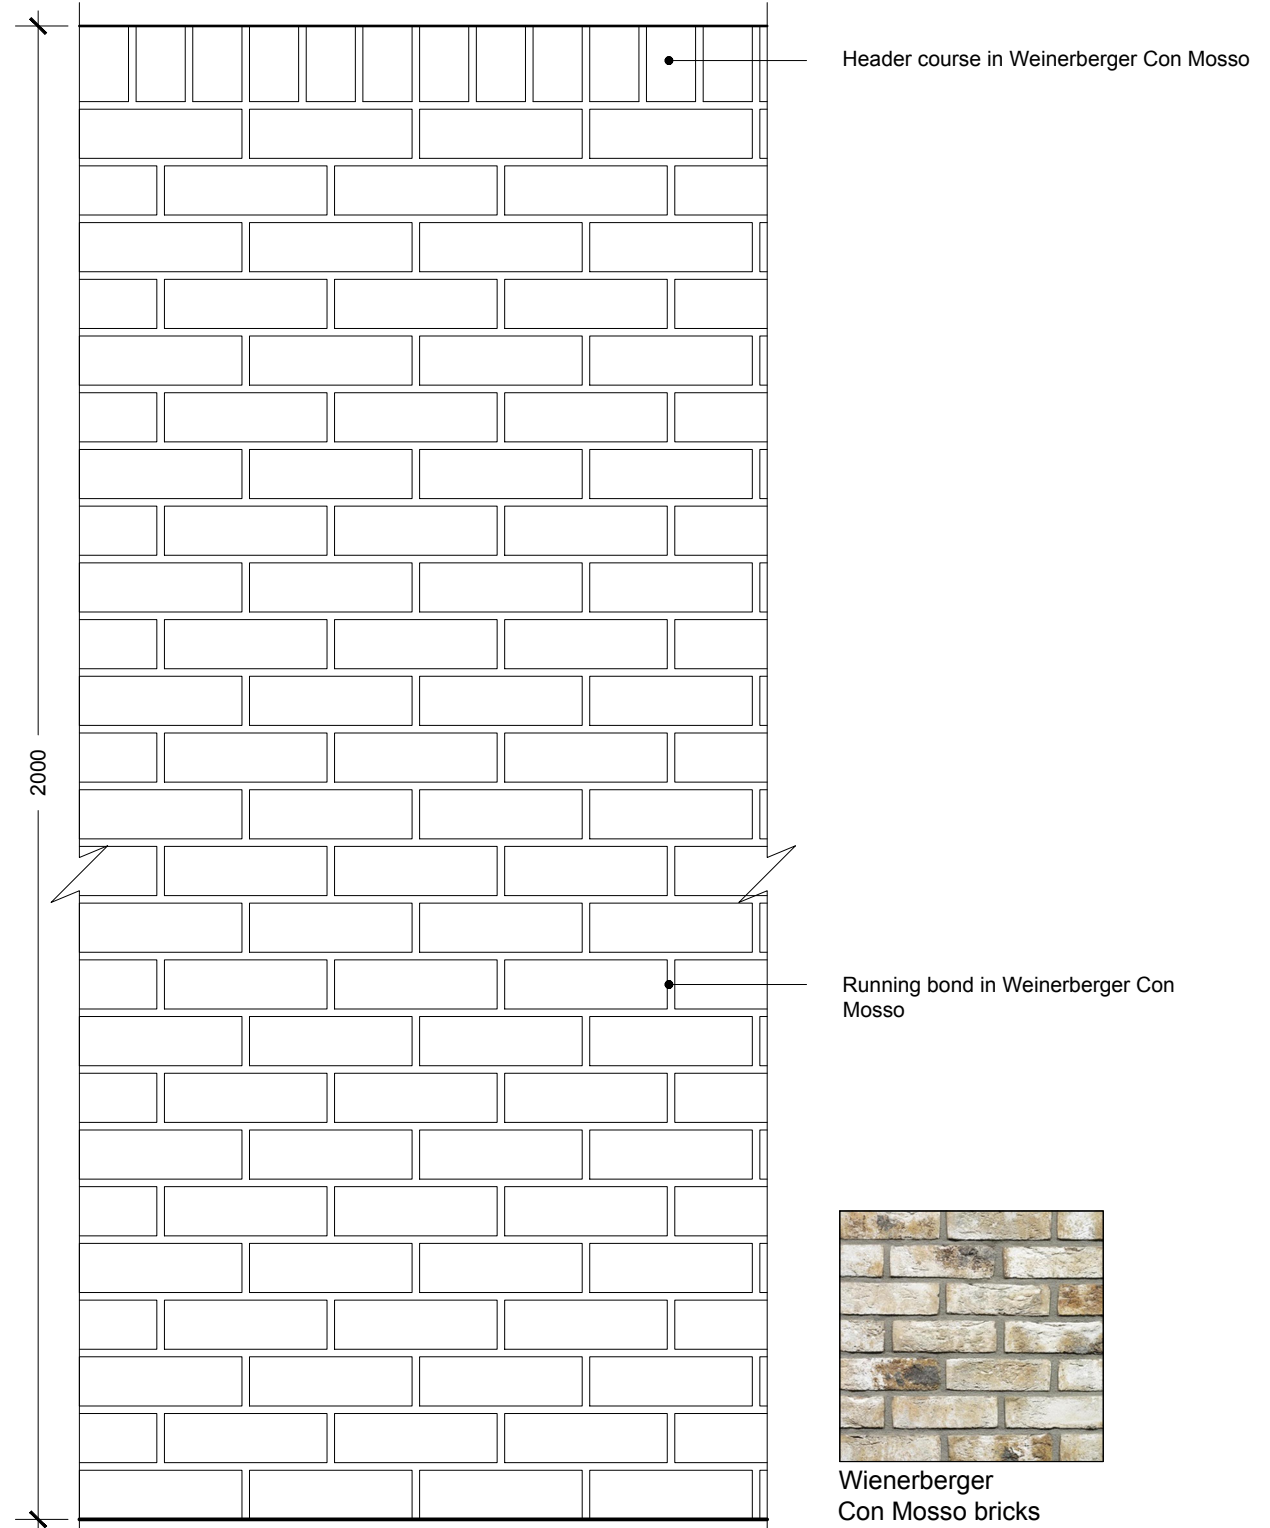 Header course in Weinerberger Con Mosso
2000
Running bond in Weinerberger Con
Mosso
Wienerberger
Con Mosso bricks